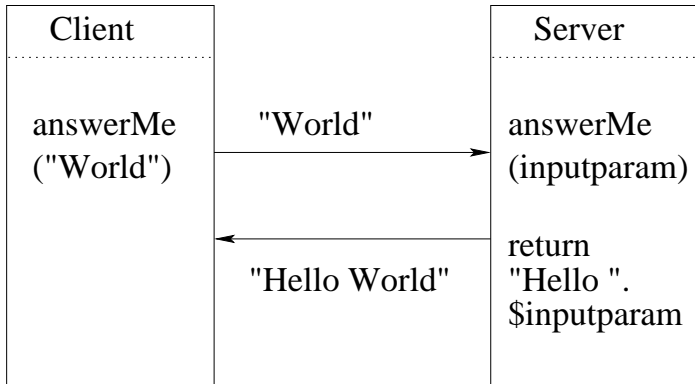 Client
Server
answerMe
("World")
"World"
answerMe
(inputparam)
"Hello World"
return
"Hello ".
$inputparam